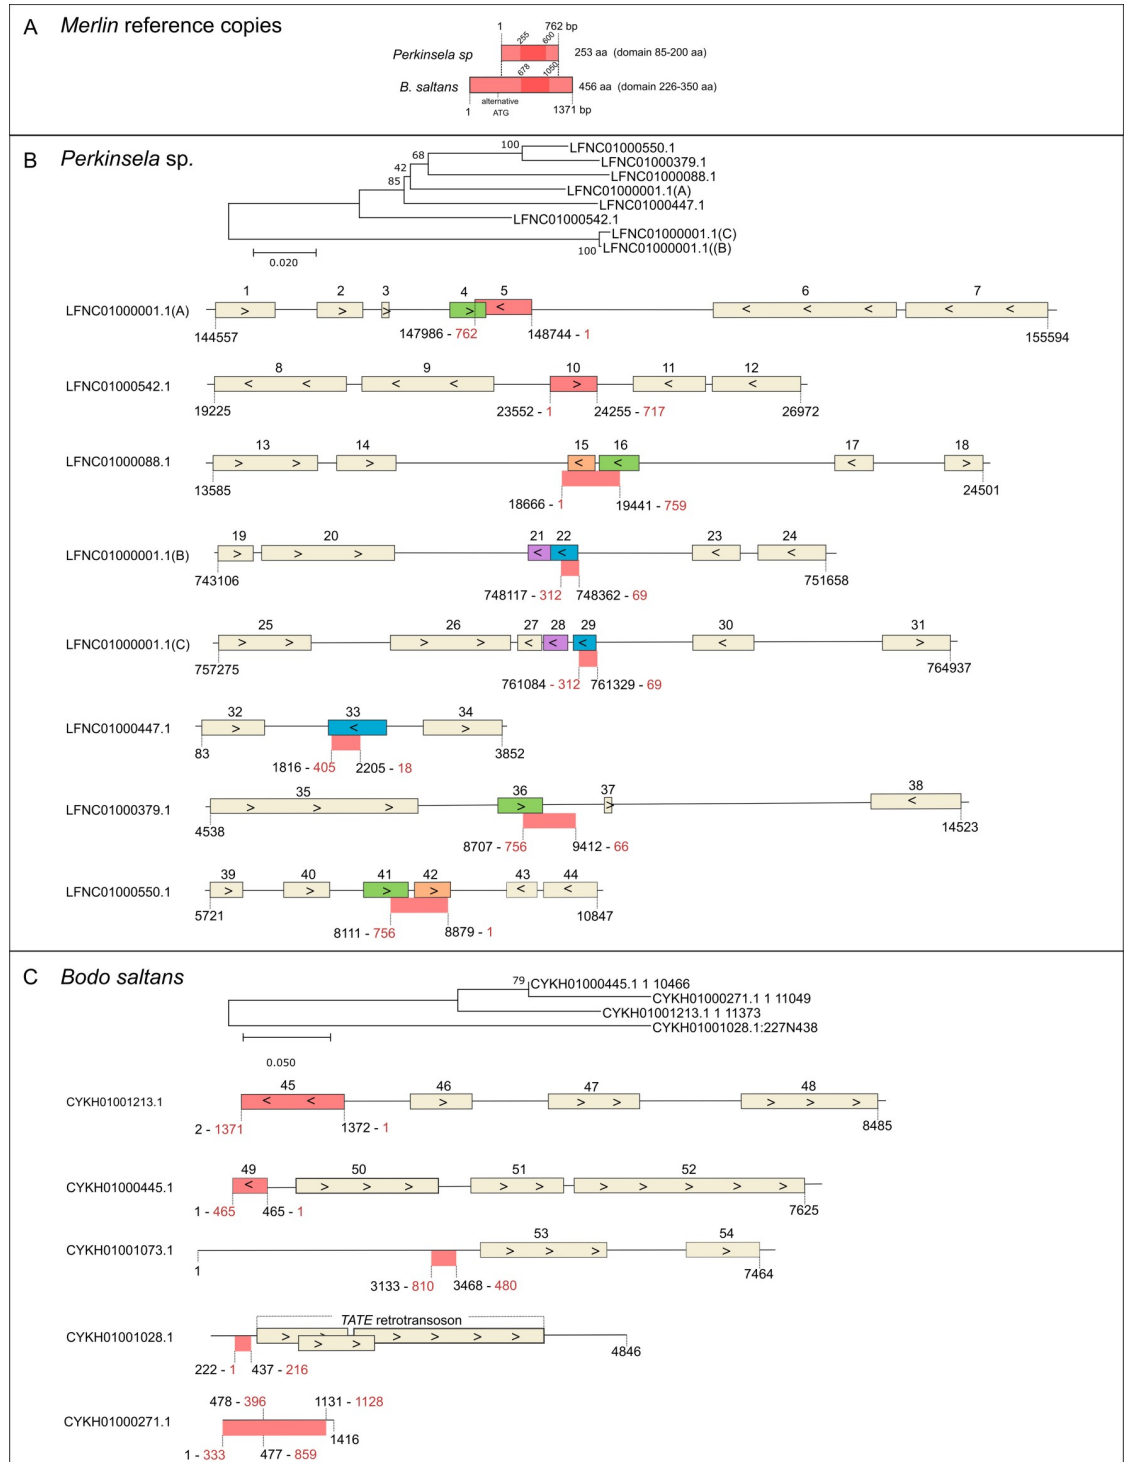 A Merlin reference copies
1 762 bp
255 600
Perkinsela sp 253 aa (domain 85-200 aa)
678 1050
B. saltans 456 aa (domain 226-350 aa)
alternative
ATG
1 1371 bp
B Perkinsela sp.
100 LFNC01000550.1
68 LFNC01000379.1
42 LFNC01000088.1
85 LFNC01000001.1(A)
LFNC01000447.1
LFNC01000542.1
LFNC01000001.1(C)
100 LFNC01000001.1((B)
0.020
1 2 3 4 5 6 7
LFNC01000001.1(A) > > > > < < < < <
144557 147986 - 762 148744 - 1 155594
8 9 10 11 12
LFNC01000542.1 < < < < > < <
19225 23552 - 1 24255 - 717 26972
13 14 15 16 17 18
LFNC01000088.1 > > > < < < >
13585 18666 - 1 19441 - 759 24501
19 20 21 22 23 24
LFNC01000001.1(B) > > > < < < <
743106 748117 - 312 748362 - 69 751658
25 26 27 28 29 30 31
LFNC01000001.1(C) > > > > < < < < >
757275 761084 - 312 761329 - 69 764937
32 33 34
LFNC01000447.1 > < >
83 1816 - 405 2205 - 18 3852
35 36 37 38
LFNC01000379.1 > > > > > <
4538 8707 - 756 9412 - 66 14523
39 40 41 42 43 44
LFNC01000550.1 > > > > < <
5721 8111 - 756 8879 - 1 10847
C Bodo saltans
79 CYKH01000445.1 1 10466
CYKH01000271.1 1 11049
CYKH01001213.1 1 11373
CYKH01001028.1:227N438
0.050
45 46 47 48
CYKH01001213.1 < < > > > > > >
2 - 1371 1372 - 1 8485
49 50 51 52
CYKH01000445.1 < > > > > > > > > > >
1 - 465 465 - 1 7625
53 54
CYKH01001073.1 > > > >
1 3133 - 810 3468 - 480 7464
TATE retrotransoson
CYKH01001028.1 > > > > > >
> >
222 - 1 437 - 216 4846
478 - 396 1131 - 1128
CYKH01000271.1 1416
1 - 333 477 - 859